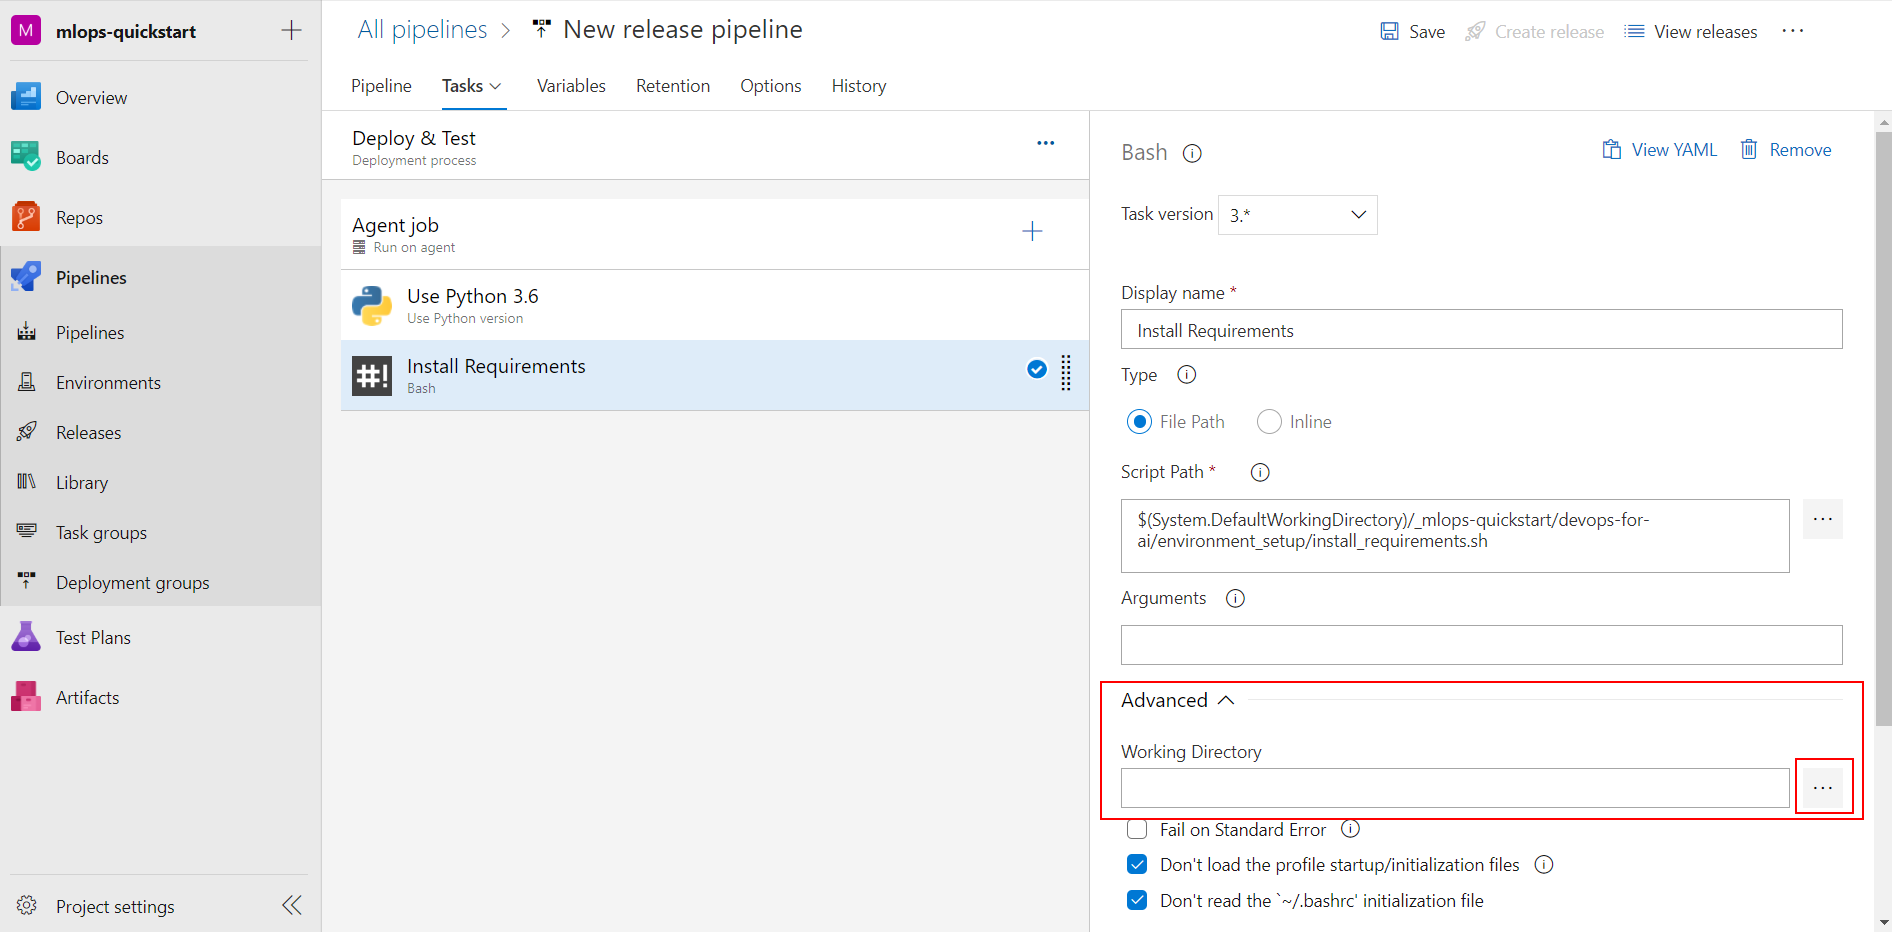 M mlops-quickstart
Overview
Boards
Repos
Pipelines
Pipelines
Environments
Releases
Library
Task groups
Deployment groups
Test Plans
Artifacts
Project settings
All pipelines > New release pipeline
Save Create release View releases ...
Pipeline Tasks Variables Retention Options History
Deploy & Test
Deployment process
...
Agent job
Run on agent
Use Python 3.6
Use Python version
#! Install Requirements
Bash
Bash
View YAML Remove
Task version 3.*
Display name *
Install Requirements
Type
File Path Inline
Script Path *
$(System.DefaultWorkingDirectory)/_mlops-quickstart/devops-for-
ai/environment_setup/install_requirements.sh
...
Arguments
Advanced
Working Directory
...
Fail on Standard Error
Don't load the profile startup/initialization files
Don't read the `~/.bashrc' initialization file